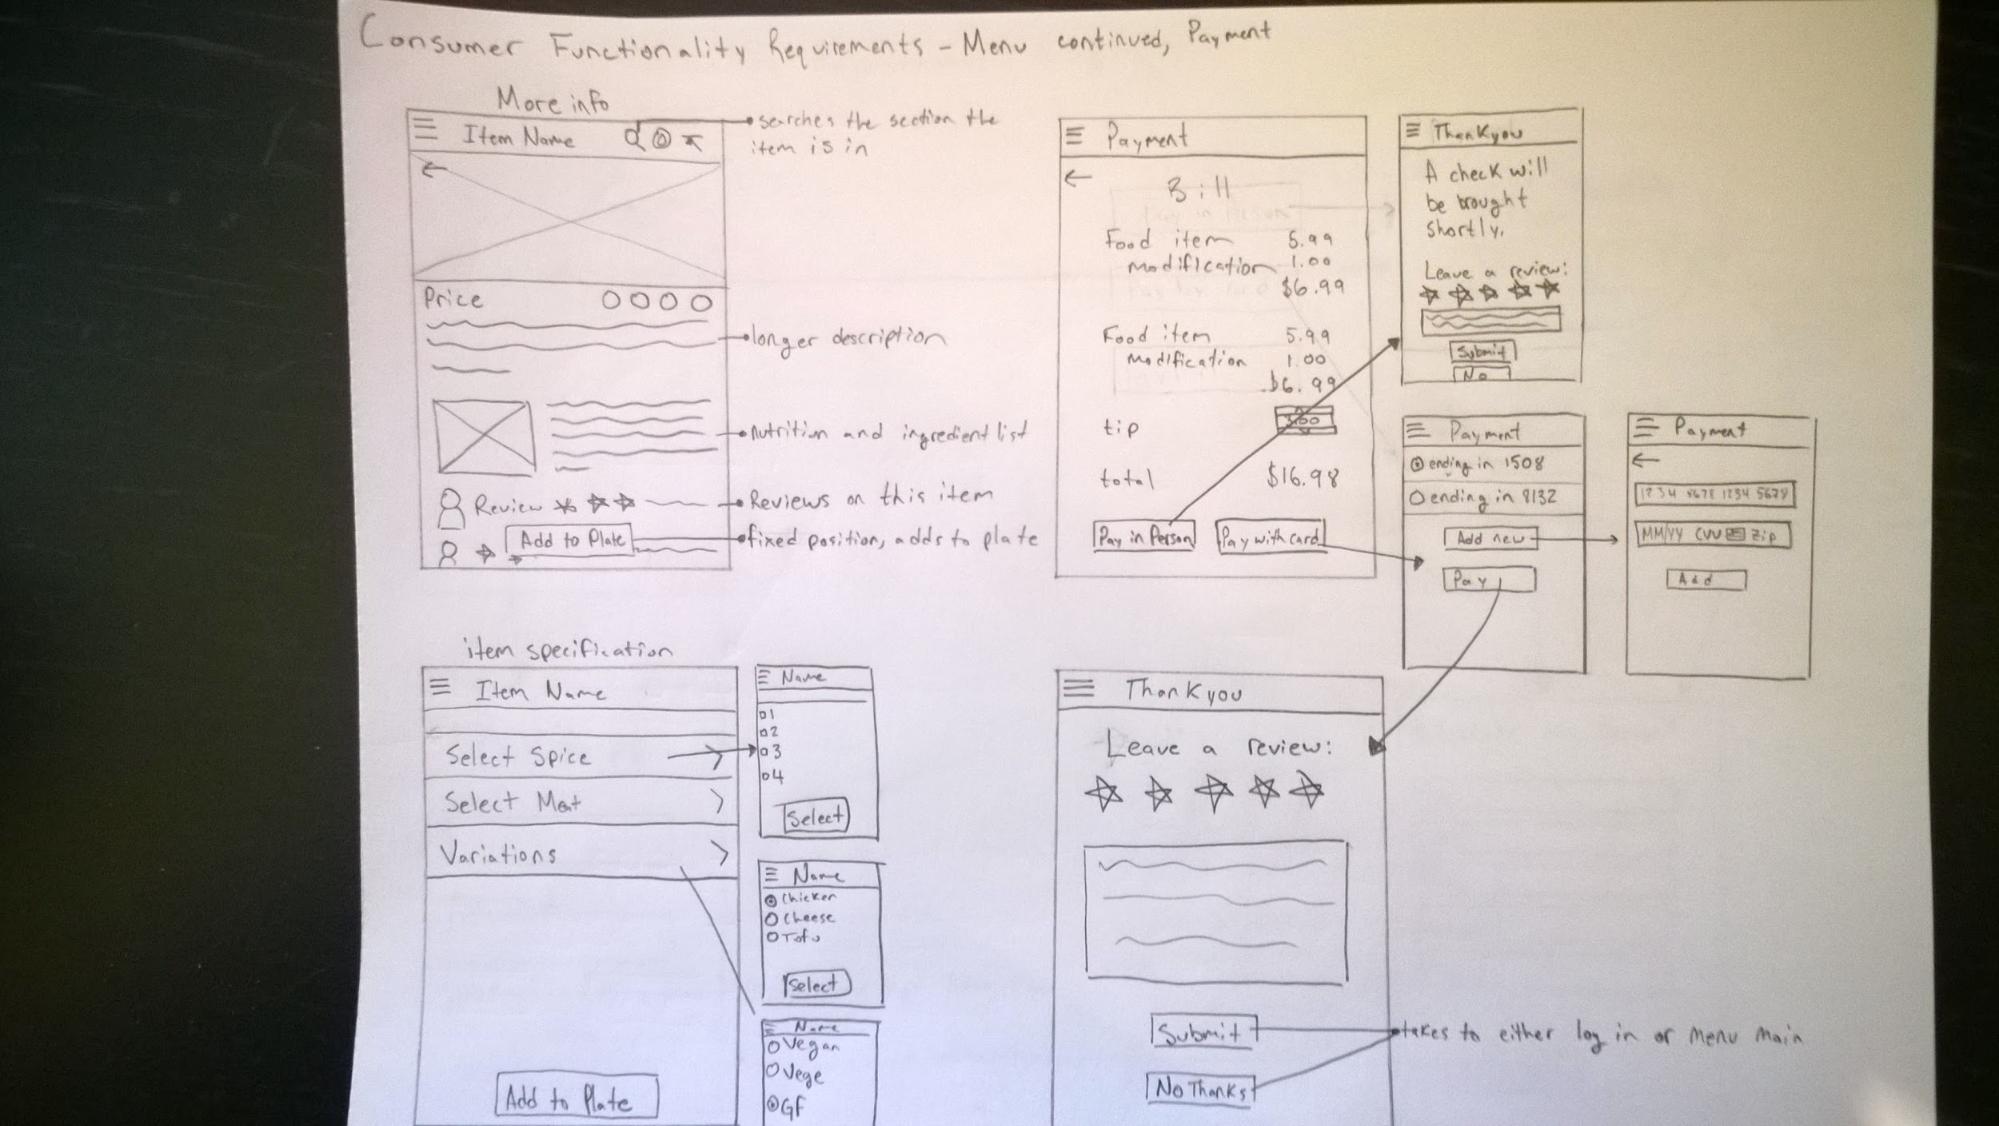 Consumer Functionality Requirements - Menu continued, Payment
More info
Item Name
searches the section the
item is in
Price
longer description
nutrition and ingredient list
Review
Reviews on this item
Add to Plate
fixed position, adds to plate
Payment
Bill
Food item 5.99
modification 1.00
$6.99
Food item 5.99
modification 1.00
$6.99
tip 3.00
total $16.98
Pay in Person
Pay with card
Thankyou
A check will
be brought
shortly.
Leave a review:
Submit
No
Payment
ending in 1508
ending in 8132
Add new
Pay
Payment
1234 5678 1234 5678
MM/YY CVV Zip
Add
item specification
Item Name
Select Spice
Select Meat
Variations
Add to Plate
Name
1
2
3
4
Select
Name
Chicken
Cheese
Tofu
Select
Name
Vegan
Vege
GF
Thankyou
Leave a review:
Submit
No Thanks
takes to either log in or menu main